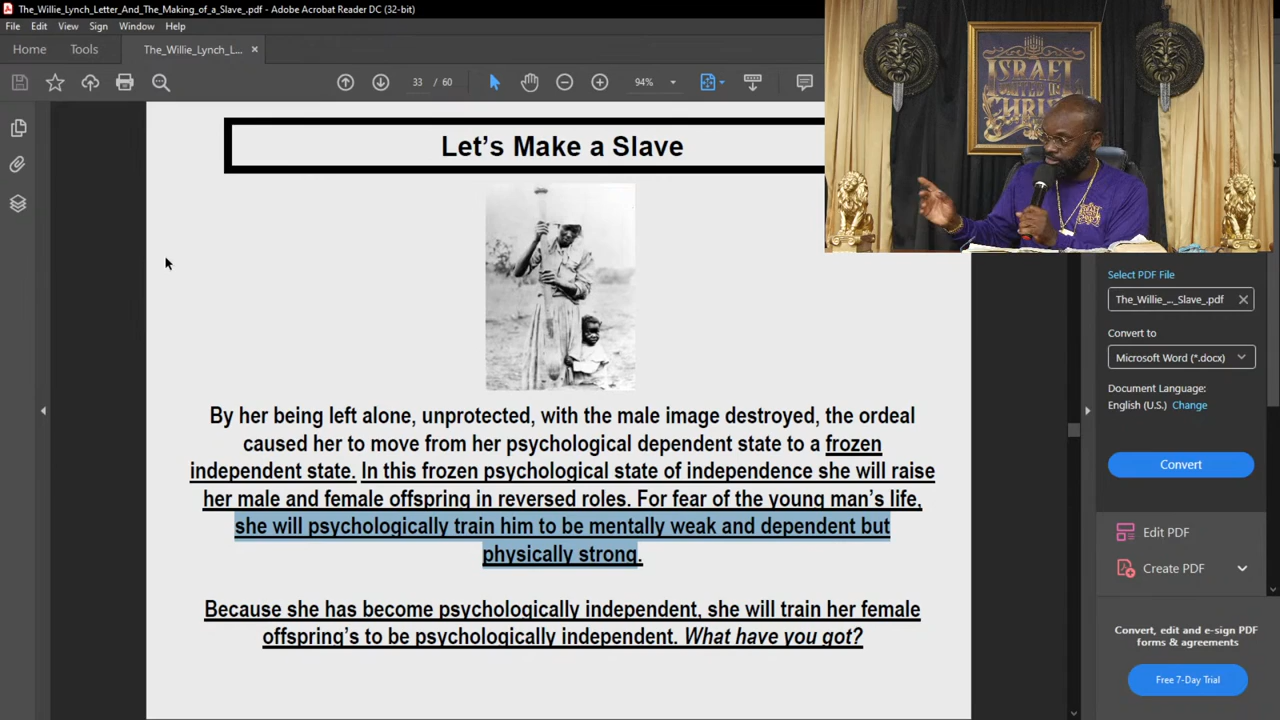 The_Willie_Lynch_Letter_And_The_Making_of_a_Slave_.pdf - Adobe Acrobat Reader DC (32-bit)
File Edit View Sign Window Help
Home Tools The_Willie_Lynch_L... ×
33 / 60 94%
Let's Make a Slave
By her being left alone, unprotected, with the male image destroyed, the ordeal
caused her to move from her psychological dependent state to a frozen
independent state. In this frozen psychological state of independence she will raise
her male and female offspring in reversed roles. For fear of the young man's life,
she will psychologically train him to be mentally weak and dependent but
physically strong.
Because she has become psychologically independent, she will train her female
offspring's to be psychologically independent. What have you got?
ISRAEL
UNITED IN
CHRIST
Select PDF File
The_Willie_..._Slave_.pdf
Convert to
Microsoft Word (*.docx)
Document Language:
English (U.S.) Change
Convert
Edit PDF
Create PDF
Convert, edit and e-sign PDF
forms & agreements
Free 7-Day Trial